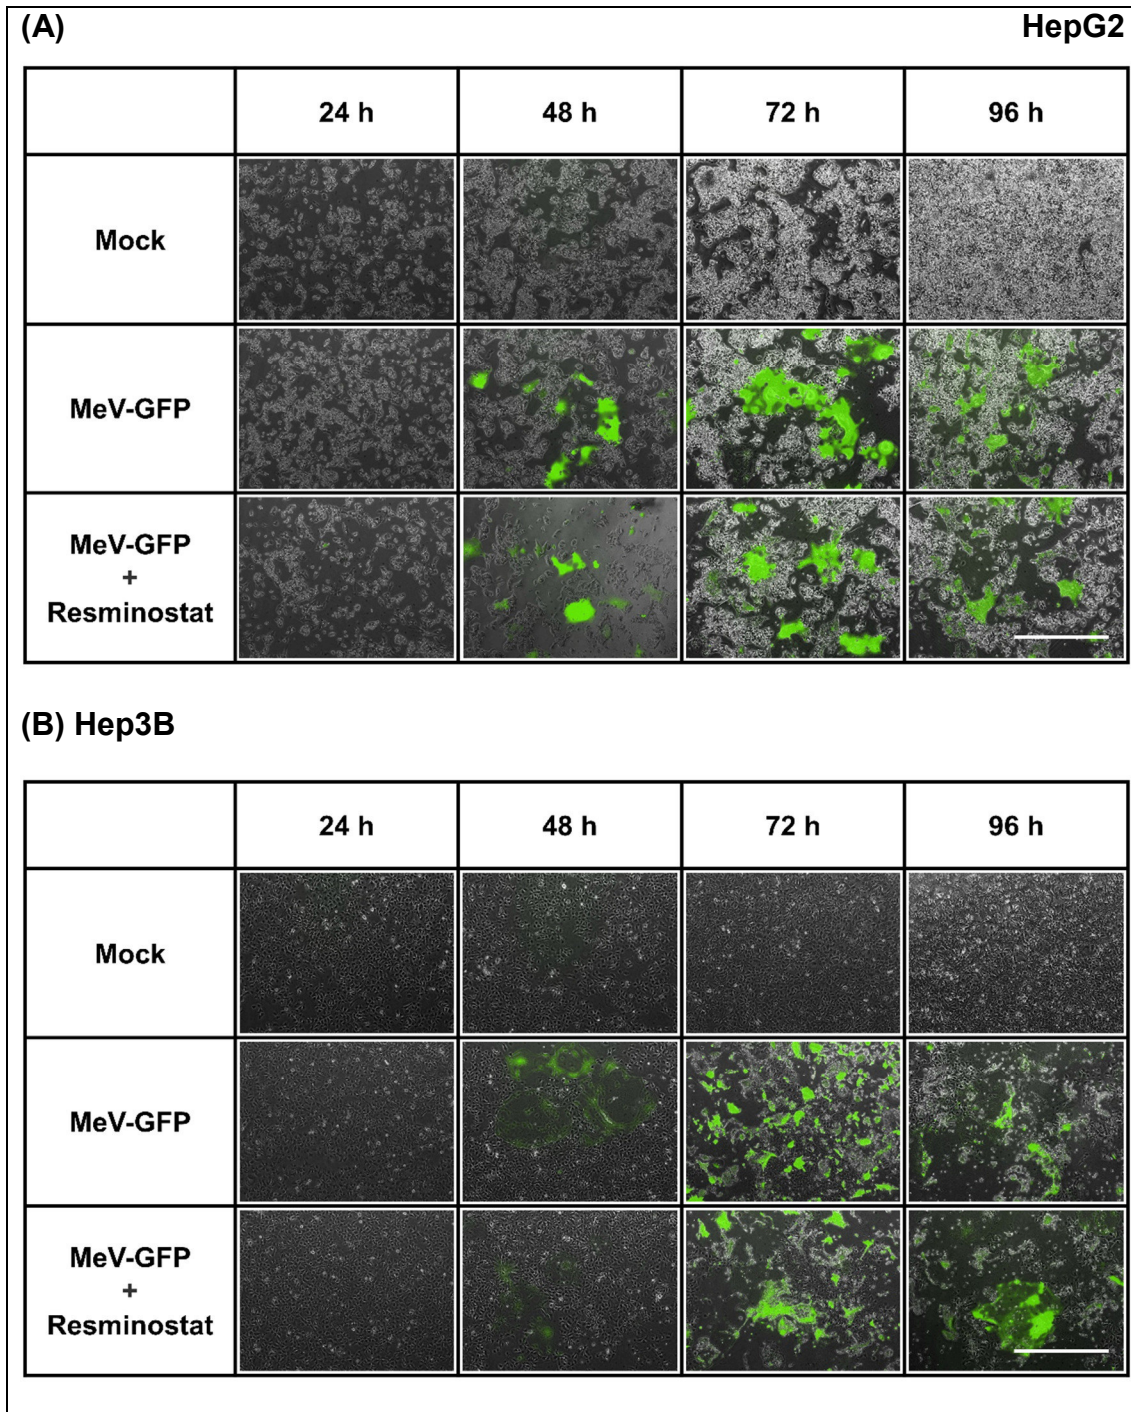 (A) HepG2
24 h 48 h 72 h 96 h
Mock
MeV-GFP
MeV-GFP
+
Resminostat
(B) Hep3B
24 h 48 h 72 h 96 h
Mock
MeV-GFP
MeV-GFP
+
Resminostat